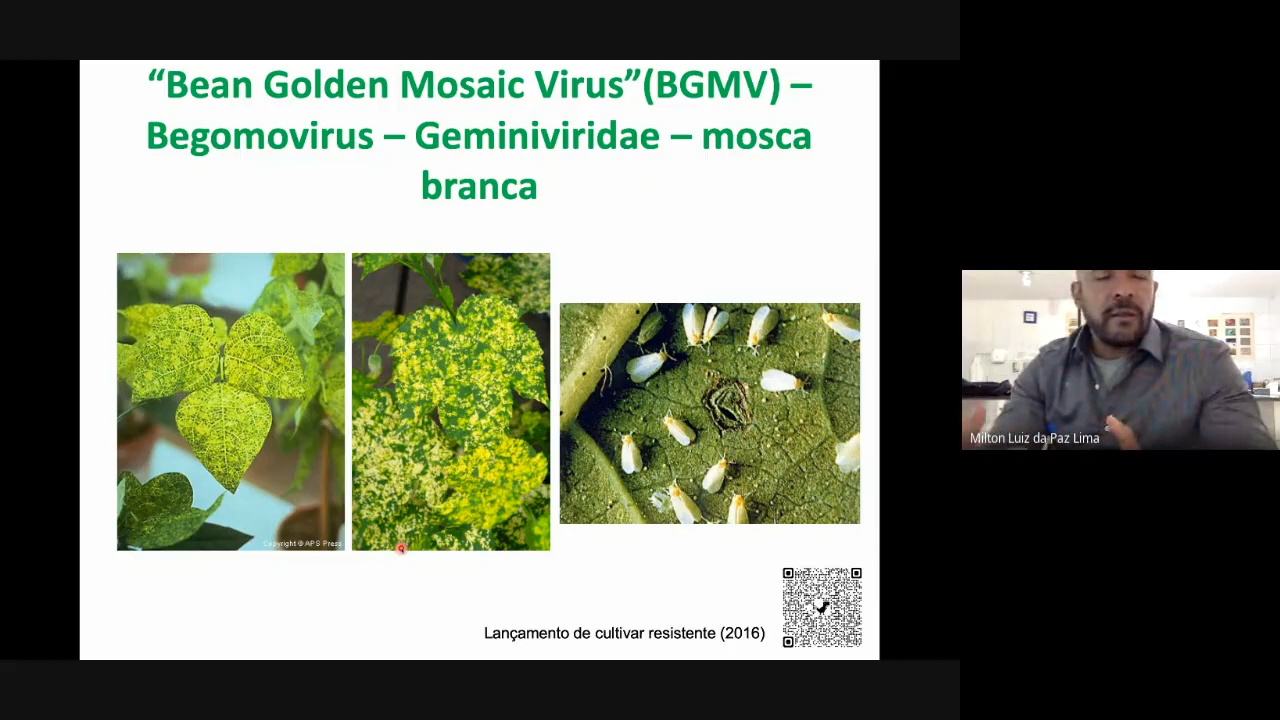 “Bean Golden Mosaic Virus”(BGMV) –
Begomovirus – Geminiviridae – mosca
branca
Copyright © APS Press
Lançamento de cultivar resistente (2016)
Milton Luiz da Paz Lima